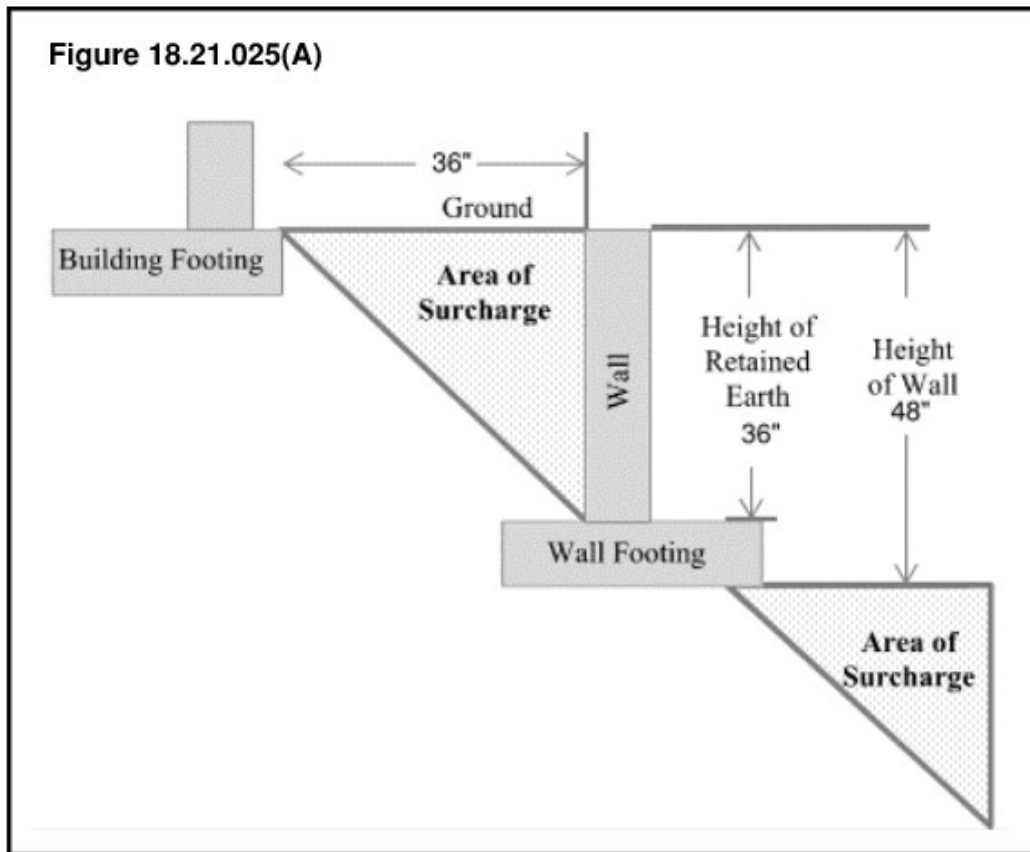 Figure 18.21.025(A)
36"
Ground
Building Footing
Area of
Surcharge
Wall
Height of
Retained
Earth
36"
Height
of Wall
48"
Wall Footing
Area of
Surcharge